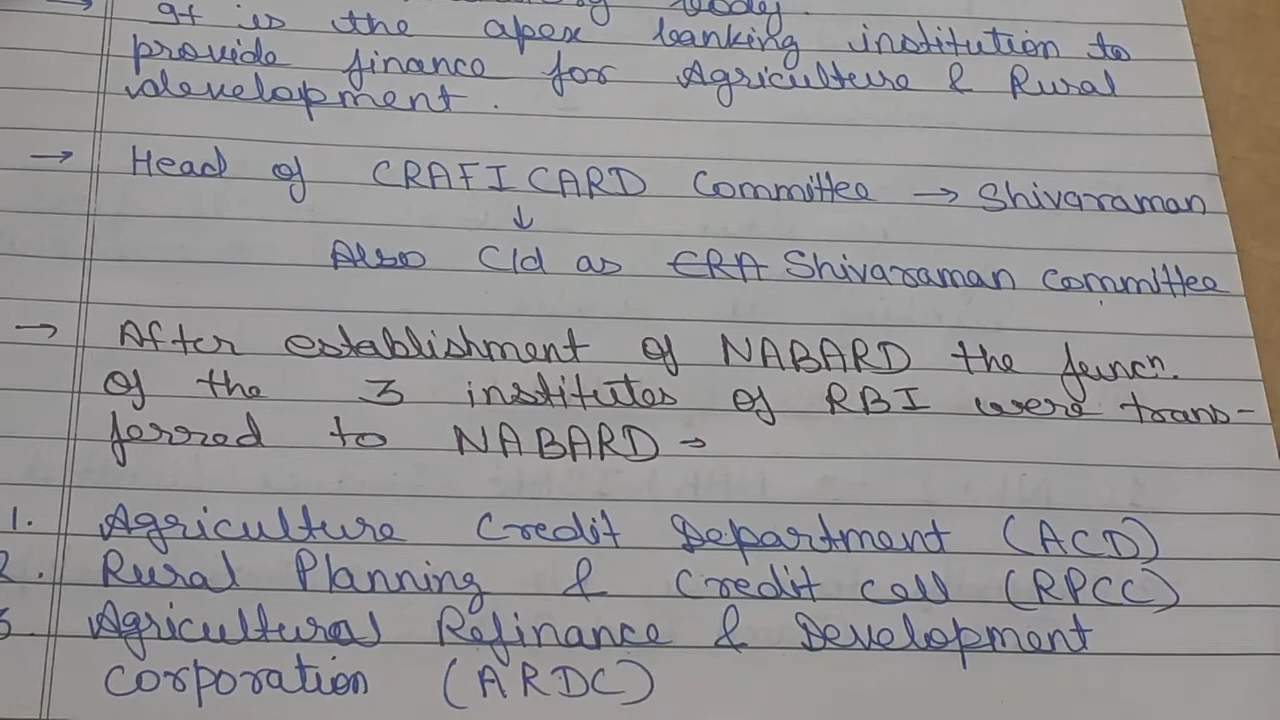 → It is the apex banking institution to
provide finance for Agriculture & Rural
development.
→ Head of CRAFICARD Committee → Shivaraman
↓
Also C/d as CRA Shivaraman Committee
→ After establishment of NABARD the funcn.
of the 3 institutes of RBI were trans-
ferred to NABARD →
1. Agriculture Credit Department (ACD)
2. Rural Planning & Credit Cell (RPCC)
3. Agricultural Refinance & Development
Corporation (ARDC)